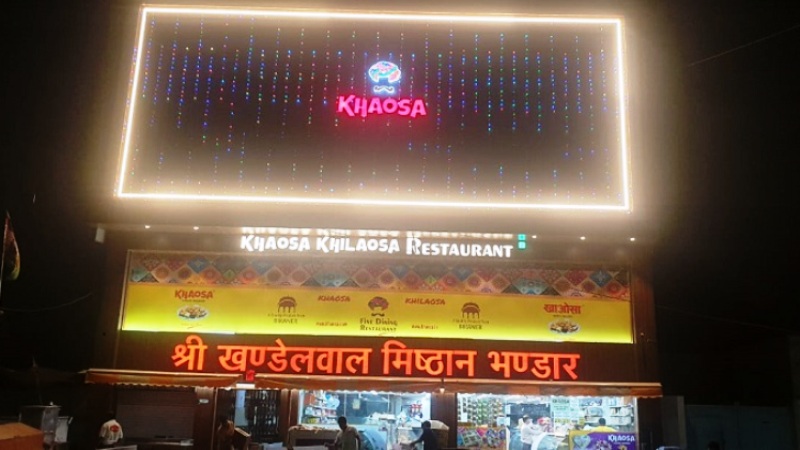 KHAOSA
KHAOSA KHILAOSA RESTAURANT
KHAOSA
KHAOSA
FINE DINING
RESTAURANT
KHILAOSA
खाओसा
श्री खण्डेलवाल मिष्ठान भण्डार
KHAOSA